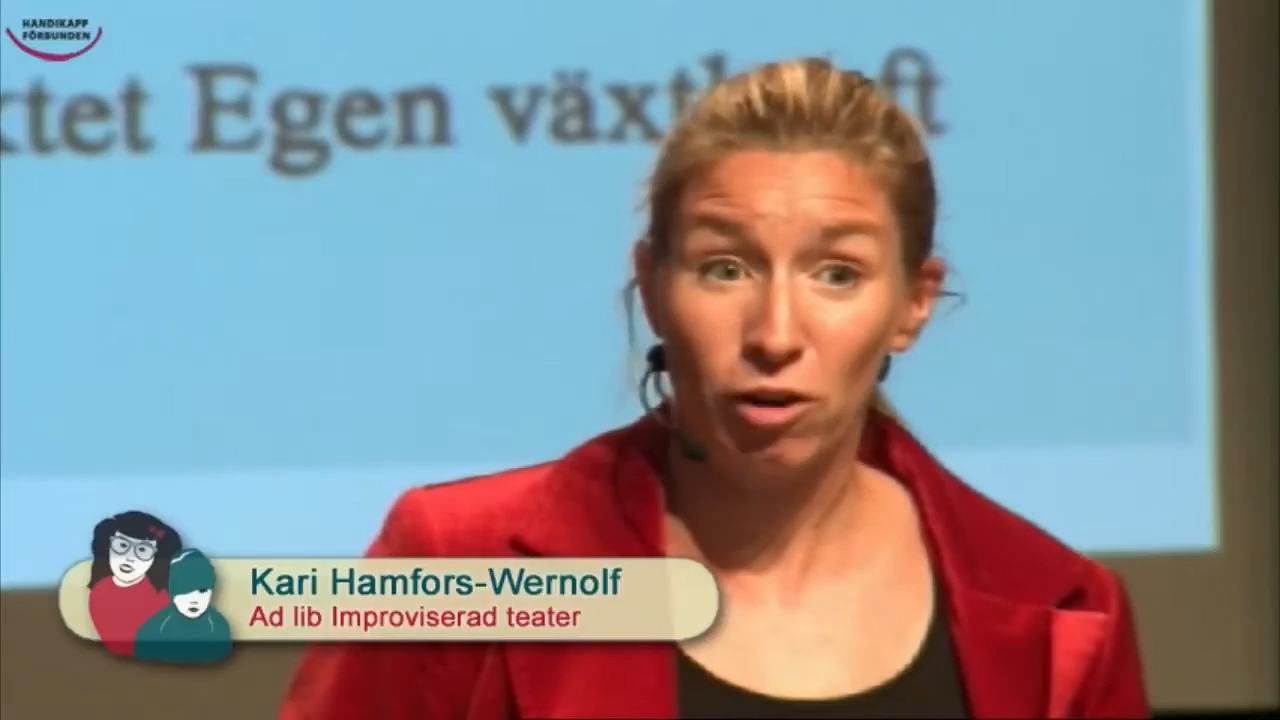 HANDIKAPP
FÖRBUNDEN
Egen
Kari Hamfors-Wernolf
Ad lib Improviserad teater